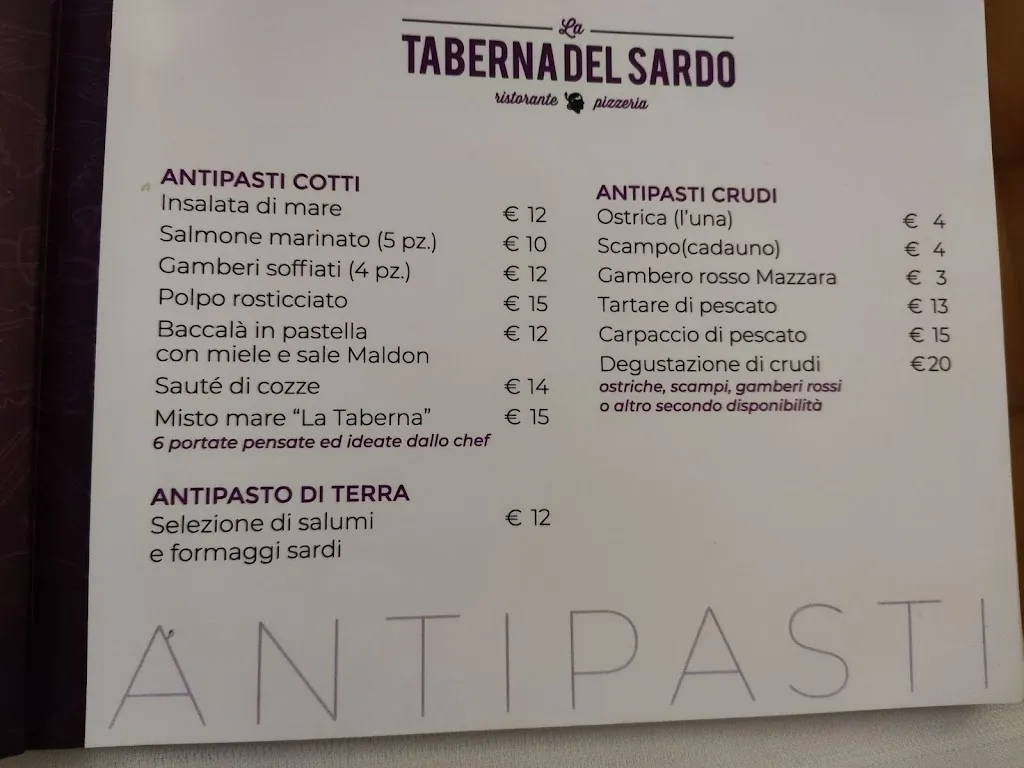 La
TABERNA DEL SARDO
ristorante pizzeria
ANTIPASTI COTTI
Insalata di mare € 12
Salmone marinato (5 pz.) € 10
Gamberi soffiati (4 pz.) € 12
Polpo rosticciato € 15
Baccalà in pastella € 12
con miele e sale Maldon
Sauté di cozze € 14
Misto mare “La Taberna” € 15
6 portate pensate ed ideate dallo chef
ANTIPASTO DI TERRA
Selezione di salumi € 12
e formaggi sardi
ANTIPASTI CRUDI
Ostrica (l’una) € 4
Scampo(cadauno) € 4
Gambero rosso Mazzara € 3
Tartare di pescato € 13
Carpaccio di pescato € 15
Degustazione di crudi €20
ostriche, scampi, gamberi rossi
o altro secondo disponibilità
ANTIPASTI